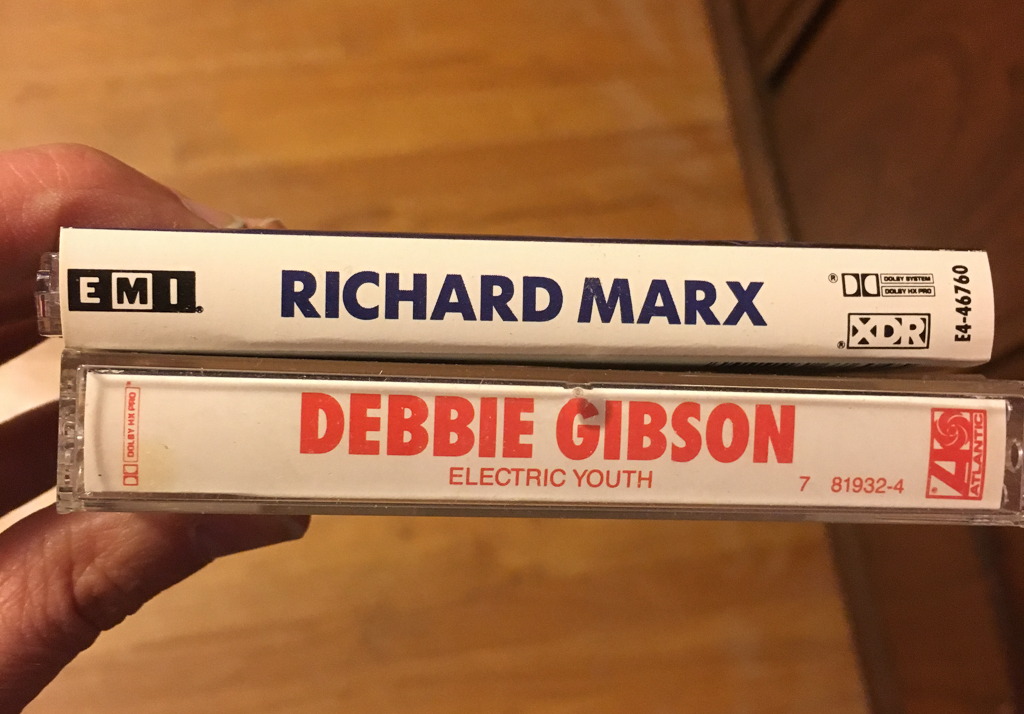 EMI
RICHARD MARX
DOLBY SYSTEM
DOLBY HX PRO
XDR
E4-46760
DOLBY HX PRO
DEBBIE GIBSON
ELECTRIC YOUTH
7 81932-4
ATLANTIC